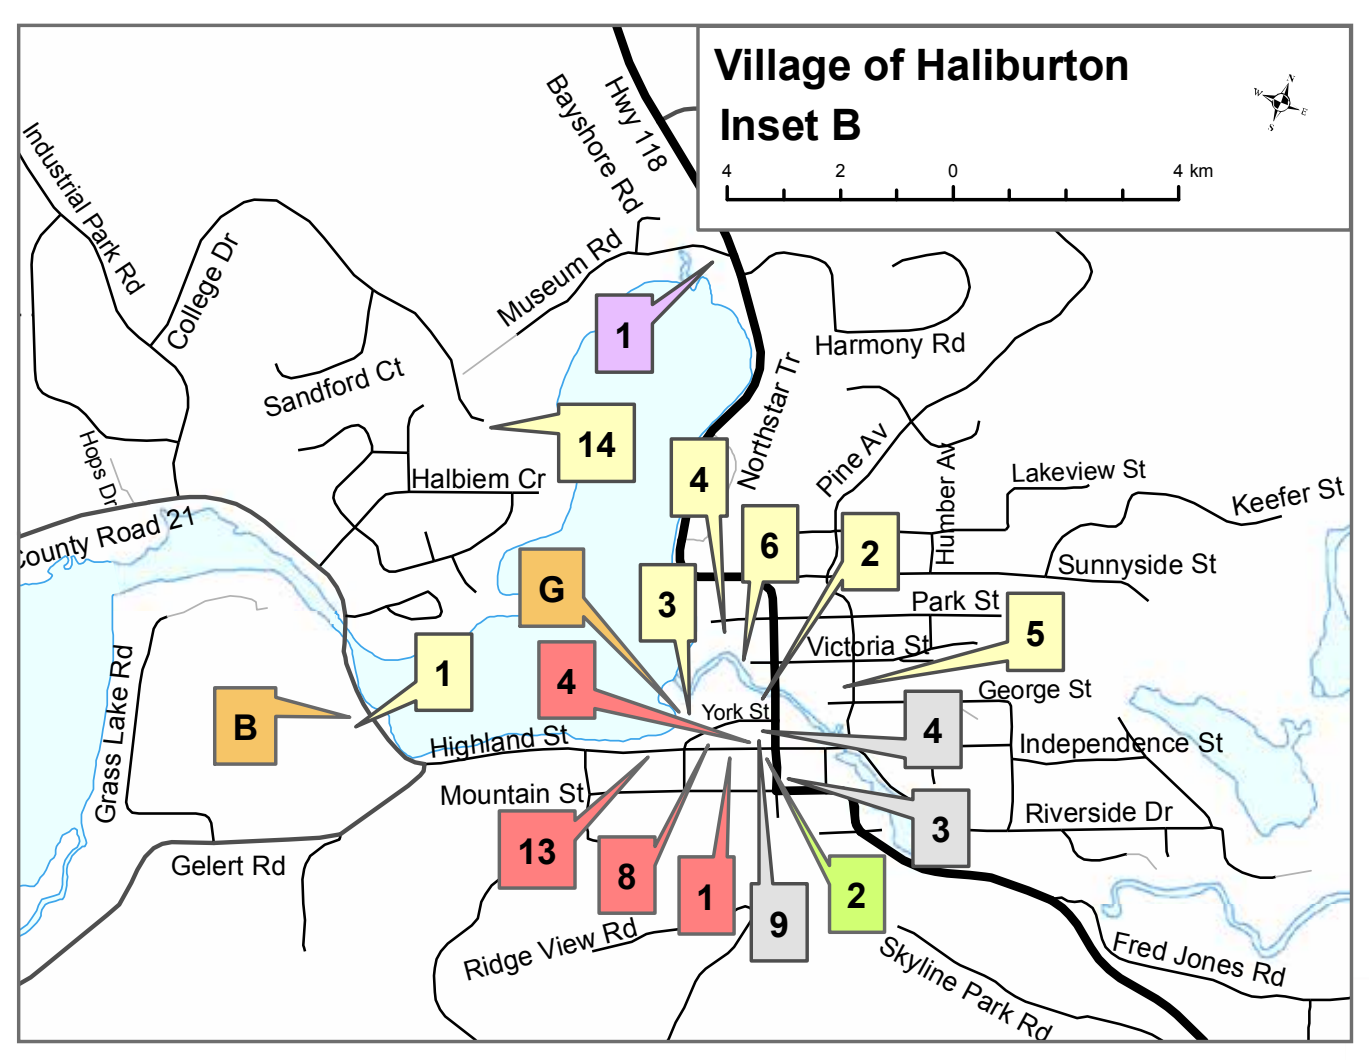 Village of Haliburton
Inset B
N
W
E
S
4 2 0 4 km
Hwy 118
Bayshore Rd
Industrial Park Rd
College Dr
Museum Rd
1
Harmony Rd
Sandford Ct
Northstar Tr
14
Hops Dr
Halbiem Cr
4
Pine Av
Humber Av
Lakeview St
Keefer St
County Road 21
6
2
Sunnyside St
G
3
Park St
5
Victoria St
1
4
George St
Grass Lake Rd
B
York St
4
Highland St
Independence St
Mountain St
Riverside Dr
3
13
Gelert Rd
8
1
9
2
Ridge View Rd
Skyline Park Rd
Fred Jones Rd